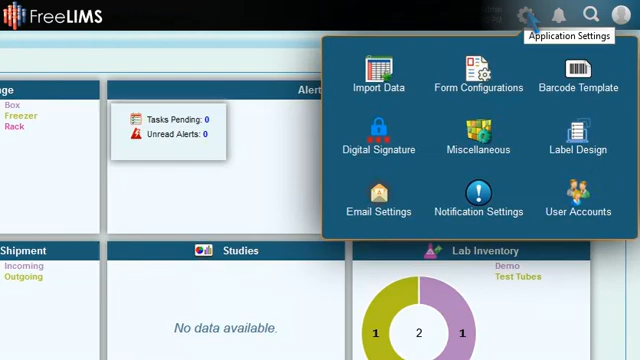 FreeLIMS
Application Settings
Import Data
Form Configurations
Barcode Template
Digital Signature
Miscellaneous
Label Design
Email Settings
Notification Settings
User Accounts
nge
Box
Freezer
Rack
Alert
Tasks Pending: 0
Unread Alerts: 0
Shipment
Incoming
Outgoing
Studies
No data available.
Lab Inventory
Demo
Test Tubes
1
2
1